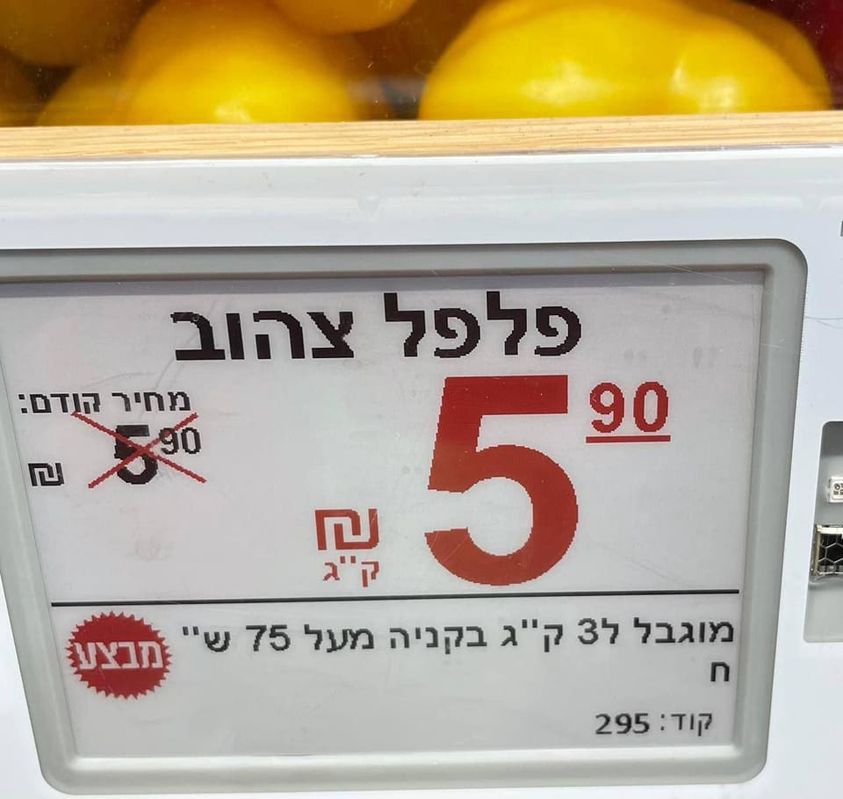 פלפל צהוב
מחיר קודם:
5 90 ₪
5 90
₪
ק"ג
מוגבל ל3 ק"ג בקניה מעל 75 ש"
ח
מבצע
קוד: 295